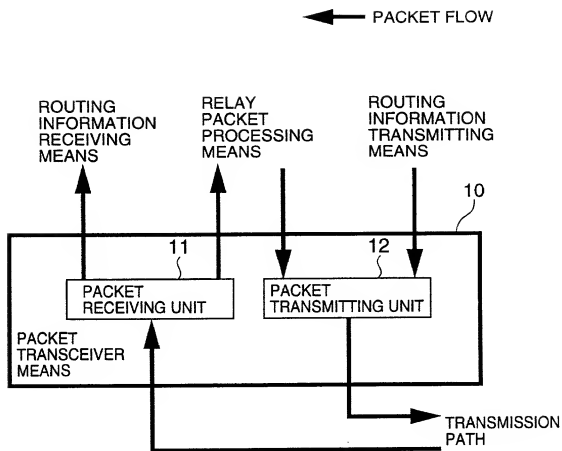 PACKET FLOW
ROUTING
INFORMATION
RECEIVING
MEANS
RELAY
PACKET
PROCESSING
MEANS
ROUTING
INFORMATION
TRANSMITTING
MEANS
10
11
12
PACKET
RECEIVING UNIT
PACKET
TRANSMITTING UNIT
PACKET
TRANSCEIVER
MEANS
TRANSMISSION
PATH